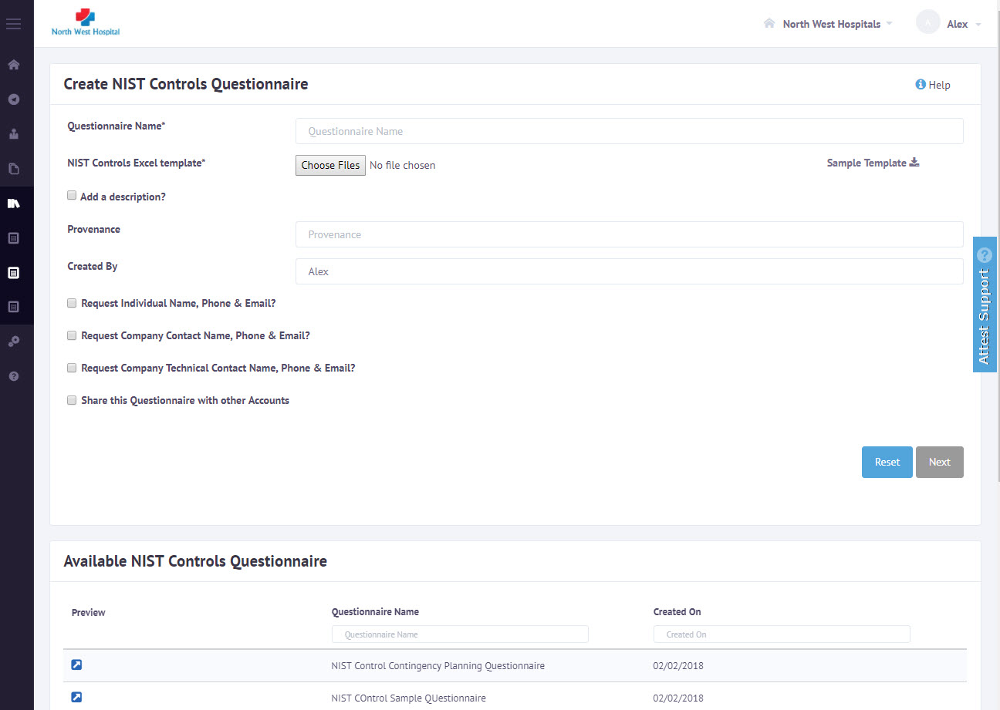 North West Hospital
North West Hospitals
A
Alex
Create NIST Controls Questionnaire
Help
Questionnaire Name*
Questionnaire Name
NIST Controls Excel template*
Choose Files No file chosen
Sample Template
Add a description?
Provenance
Provenance
Created By
Alex
Request Individual Name, Phone & Email?
Request Company Contact Name, Phone & Email?
Request Company Technical Contact Name, Phone & Email?
Share this Questionnaire with other Accounts
Attest Support
Reset
Next
Available NIST Controls Questionnaire
Preview
Questionnaire Name
Created On
Questionnaire Name
Created On
NIST Control Contingency Planning Questionnaire
02/02/2018
NIST COntrol Sample QUestionnaire
02/02/2018